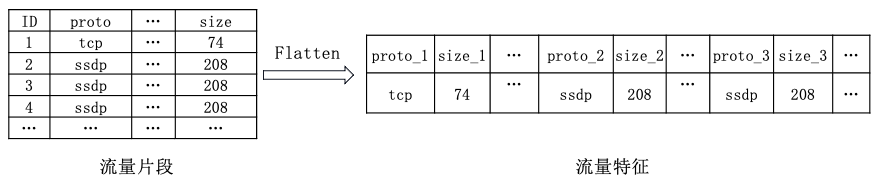 ID proto … size
1 tcp … 74
2 ssdp … 208
3 ssdp … 208
4 ssdp … 208
… … … …
流量片段
Flatten
proto_1 size_1 … proto_2 size_2 … proto_3 size_3 …
tcp 74 … ssdp 208 … ssdp 208 …
流量特征